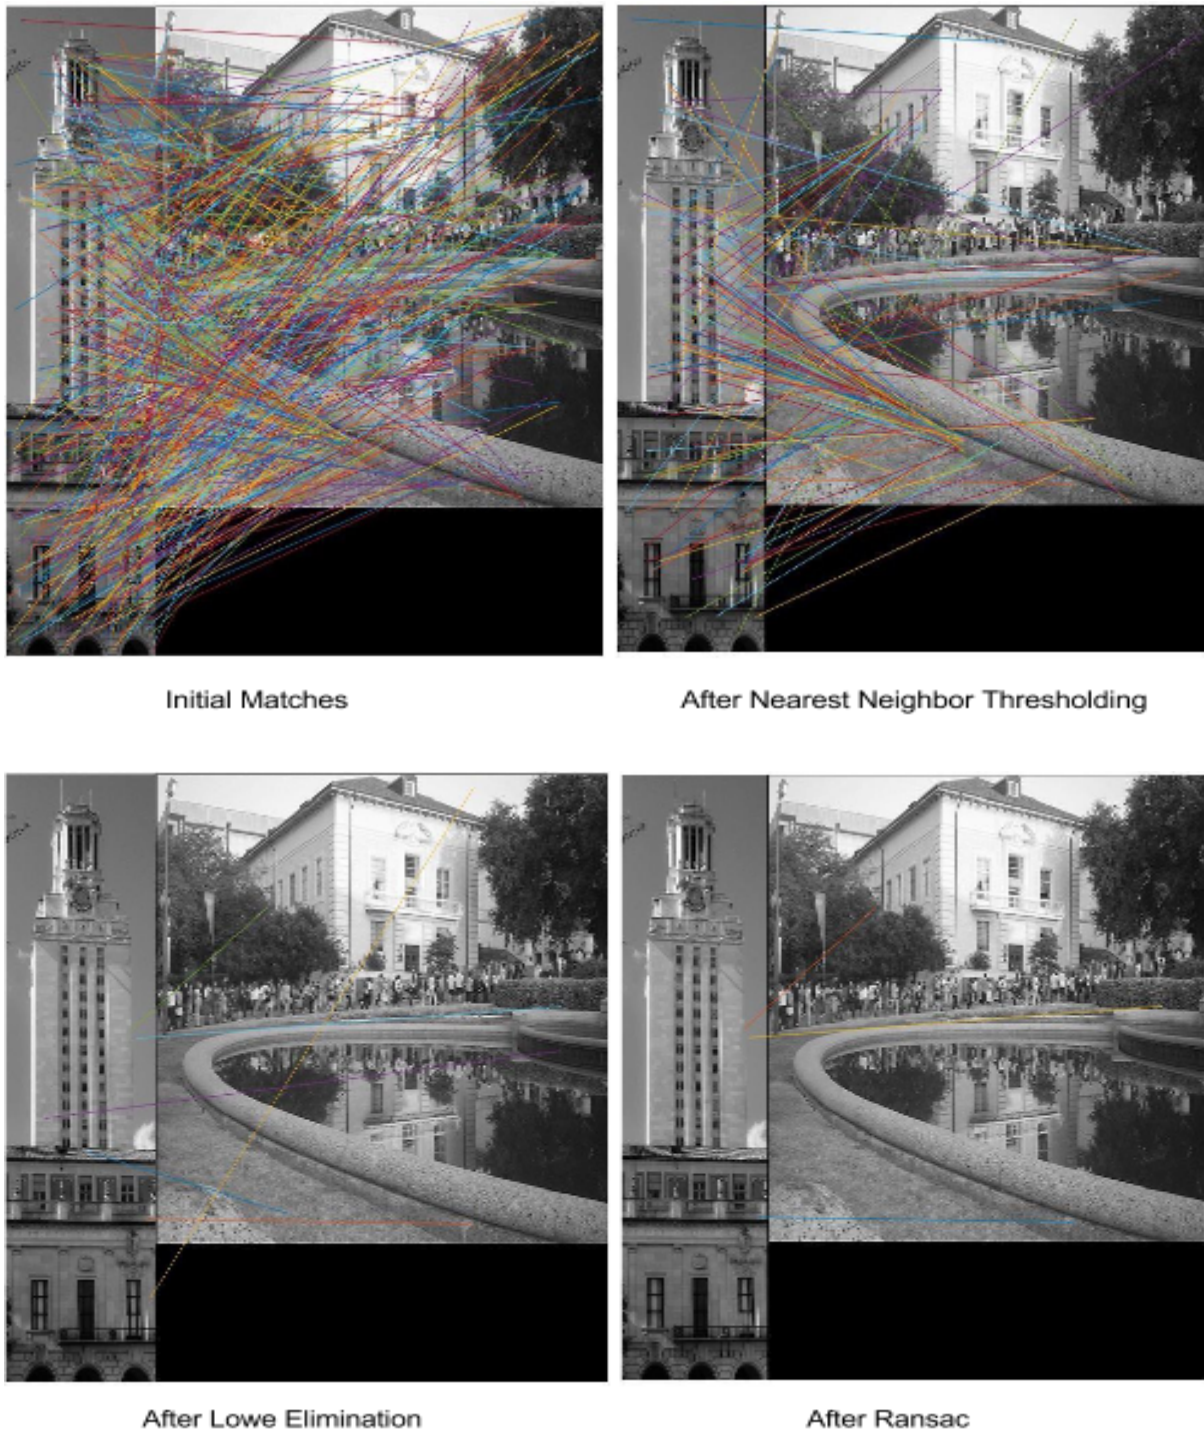 Initial Matches
After Nearest Neighbor Thresholding
After Lowe Elimination
After Ransac